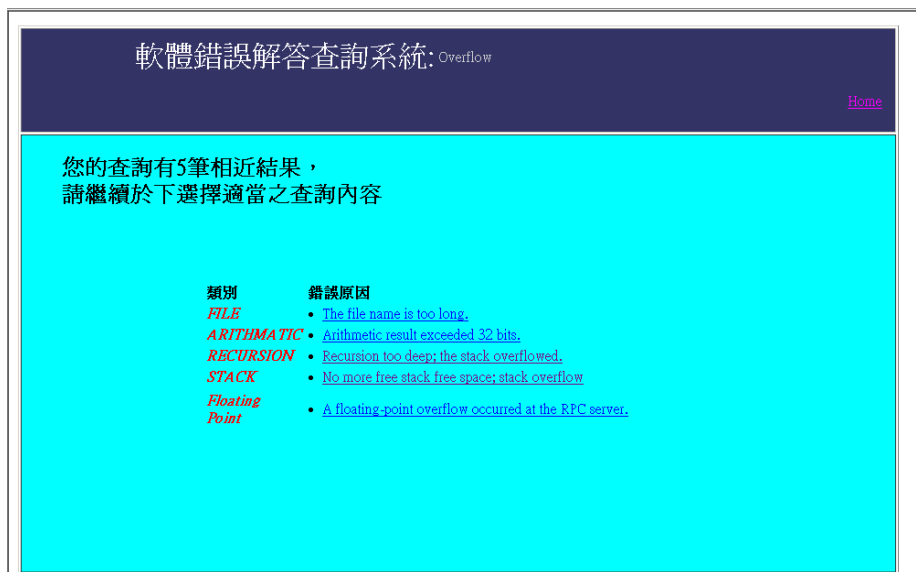 軟體錯誤解答查詢系統: Overflow
Home
您的查詢有5筆相近結果，
請繼續於下選擇適當之查詢內容
類別 錯誤原因
FILE • The file name is too long.
ARITHMATIC • Arithmetic result exceeded 32 bits.
RECURSION • Recursion too deep; the stack overflowed.
STACK • No more free stack free space; stack overflow
Floating
Point • A floating-point overflow occurred at the RPC server.